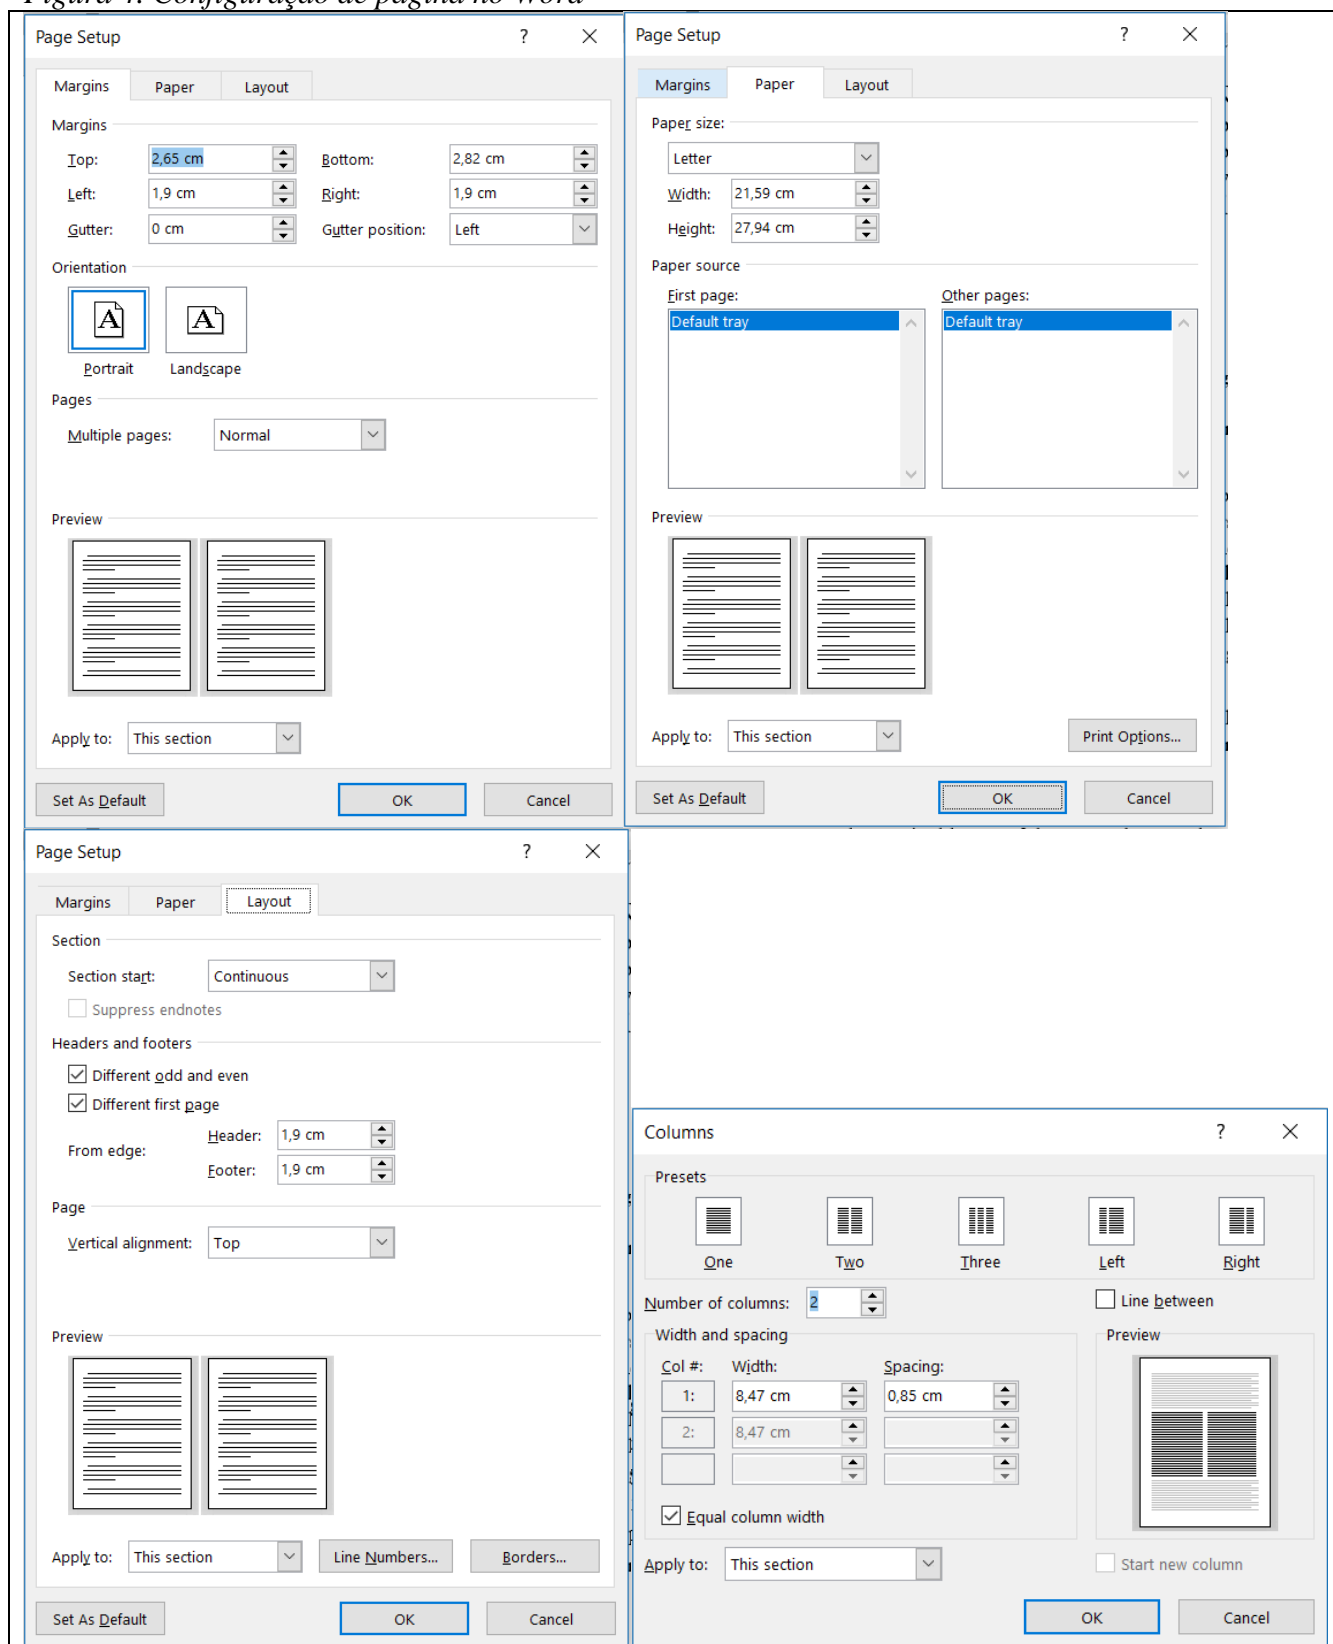 Figura 4. Configuração de página no Word
Page Setup ?
Margins Paper Layout
Margins
Top: 2,65 cm Bottom: 2,82 cm
Left: 1,9 cm Right: 1,9 cm
Gutter: 0 cm Gutter position: Left
Orientation
A A
Portrait Landscape
Pages
Multiple pages: Normal
Preview
Apply to: This section
Set As Default OK Cancel
Page Setup ?
Margins Paper Layout
Paper size:
Letter
Width: 21,59 cm
Height: 27,94 cm
Paper source
First page: Other pages:
Default tray Default tray
Preview
Apply to: This section Print Options...
Set As Default OK Cancel
Page Setup ?
Margins Paper Layout
Section
Section start: Continuous
Suppress endnotes
Headers and footers
Different odd and even
Different first page
From edge:
Header: 1,9 cm
Footer: 1,9 cm
Page
Vertical alignment: Top
Preview
Apply to: This section Line Numbers... Borders...
Set As Default OK Cancel
Columns ?
Presets
One Two Three Left Right
Number of columns: 2 Line between
Width and spacing Preview
Col #: Width: Spacing:
1: 8,47 cm 0,85 cm
2: 8,47 cm
Equal column width
Apply to: This section Start new column
OK Cancel